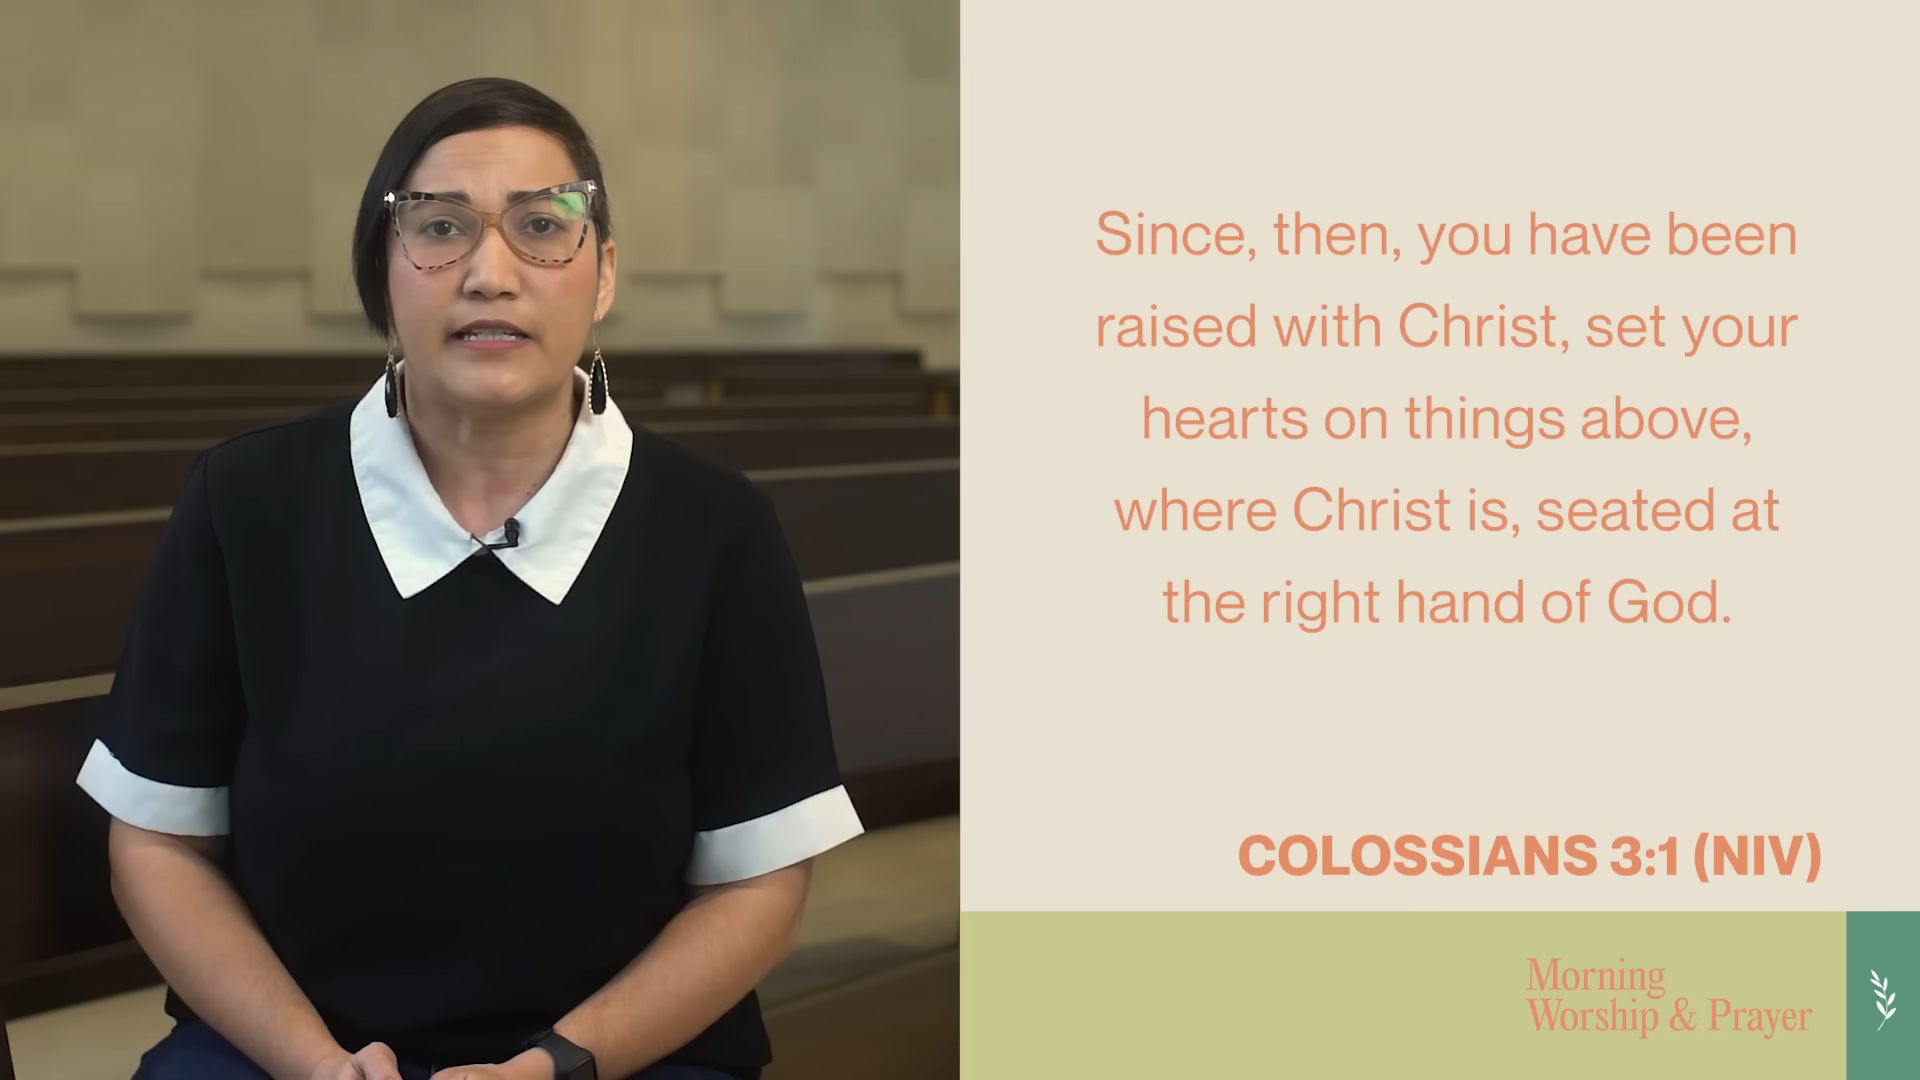 Since, then, you have been
raised with Christ, set your
hearts on things above,
where Christ is, seated at
the right hand of God.
COLOSSIANS 3:1 (NIV)
Morning
Worship & Prayer